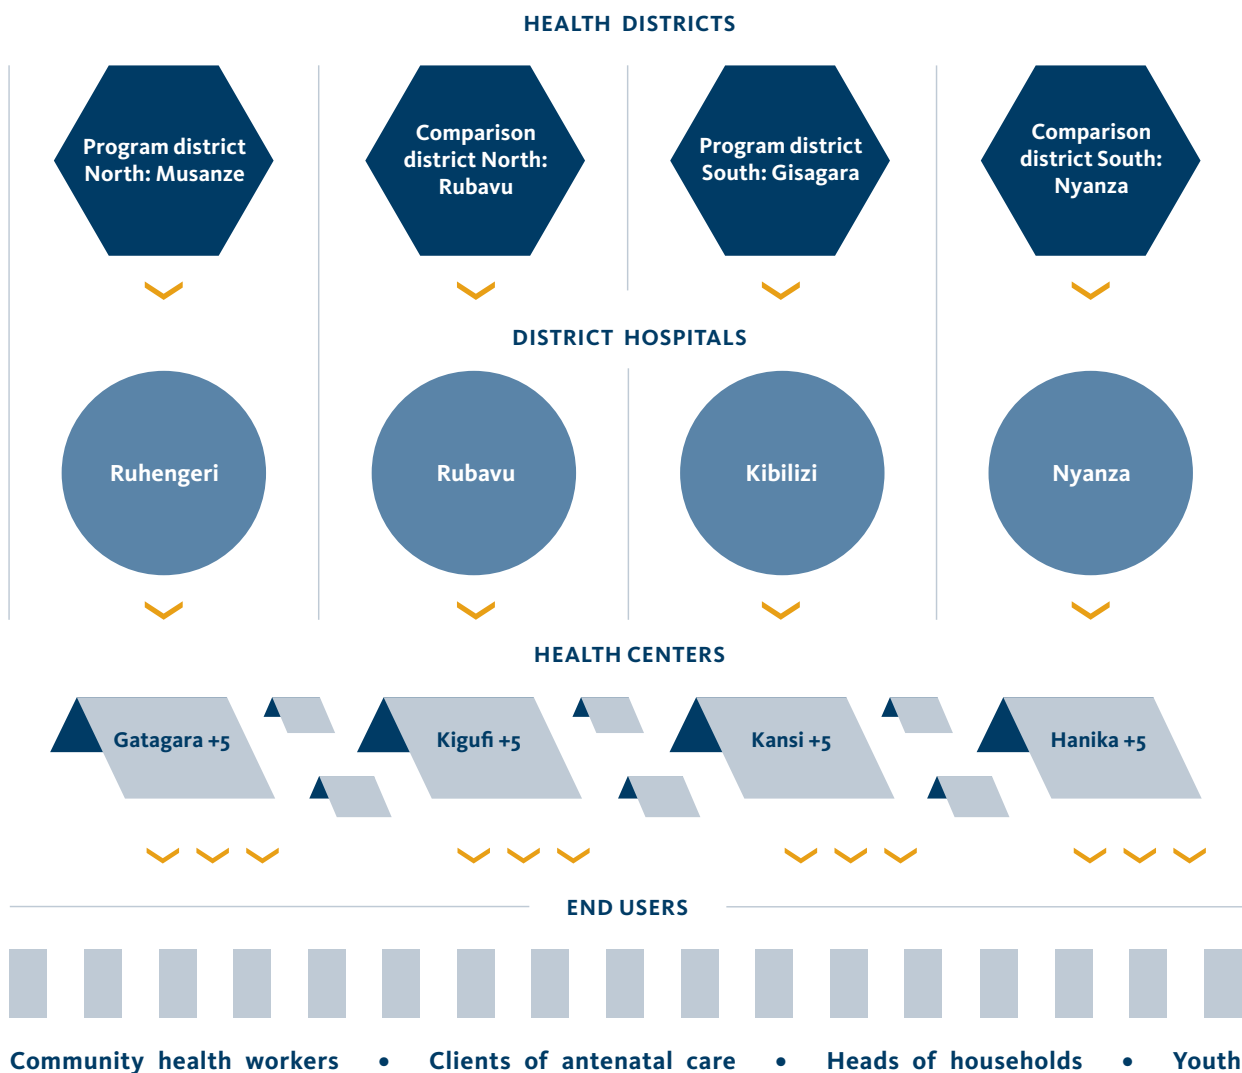 HEALTH DISTRICTS
Program district
North: Musanze
Comparison
district North:
Rubavu
Program district
South: Gisagara
Comparison
district South:
Nyanza
DISTRICT HOSPITALS
Ruhengeri
Rubavu
Kibilizi
Nyanza
HEALTH CENTERS
Gatagara +5
Kigufi +5
Kansi +5
Hanika +5
END USERS
Community health workers • Clients of antenatal care • Heads of households • Youth